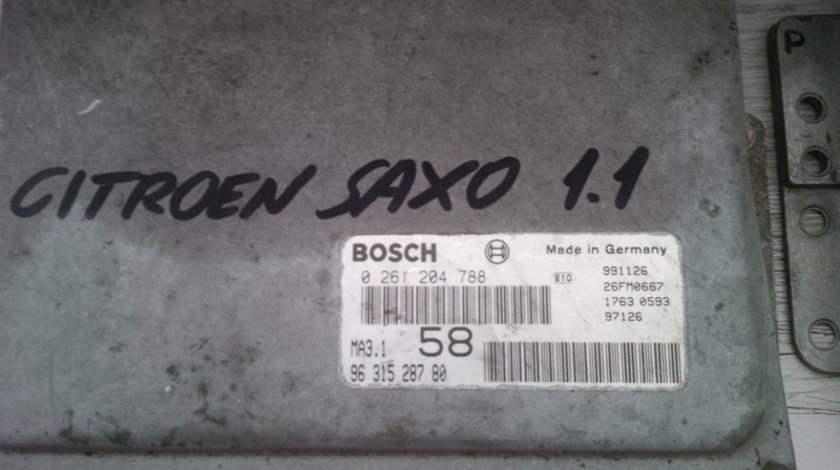 P
CITROEN SAXO 1.1
BOSCH Made in Germany
0 261 204 788 810 991126
26FM0667
1763 0593
97126
MA3.1 58
96 315 287 80